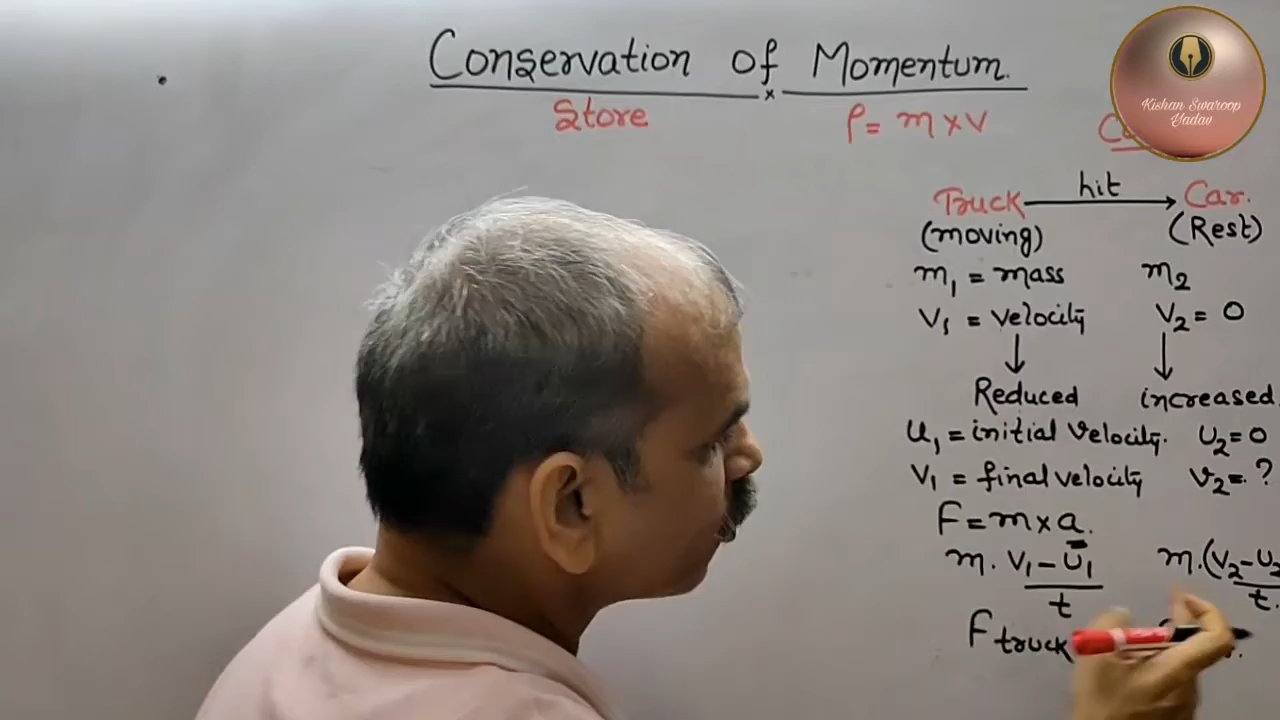 Conservation of Momentum.
Store
P = m x v
Kishan Swaroop
Yadav
Truck hit Car.
(moving) (Rest)
m1 = mass m2
V1 = velocity V2 = 0
Reduced increased
u1 = initial velocity. U2 = 0
V1 = final velocity v2 = ?
F = m x a.
m. V1 - U1 / t m.(V2 - U2 / t.
F truck